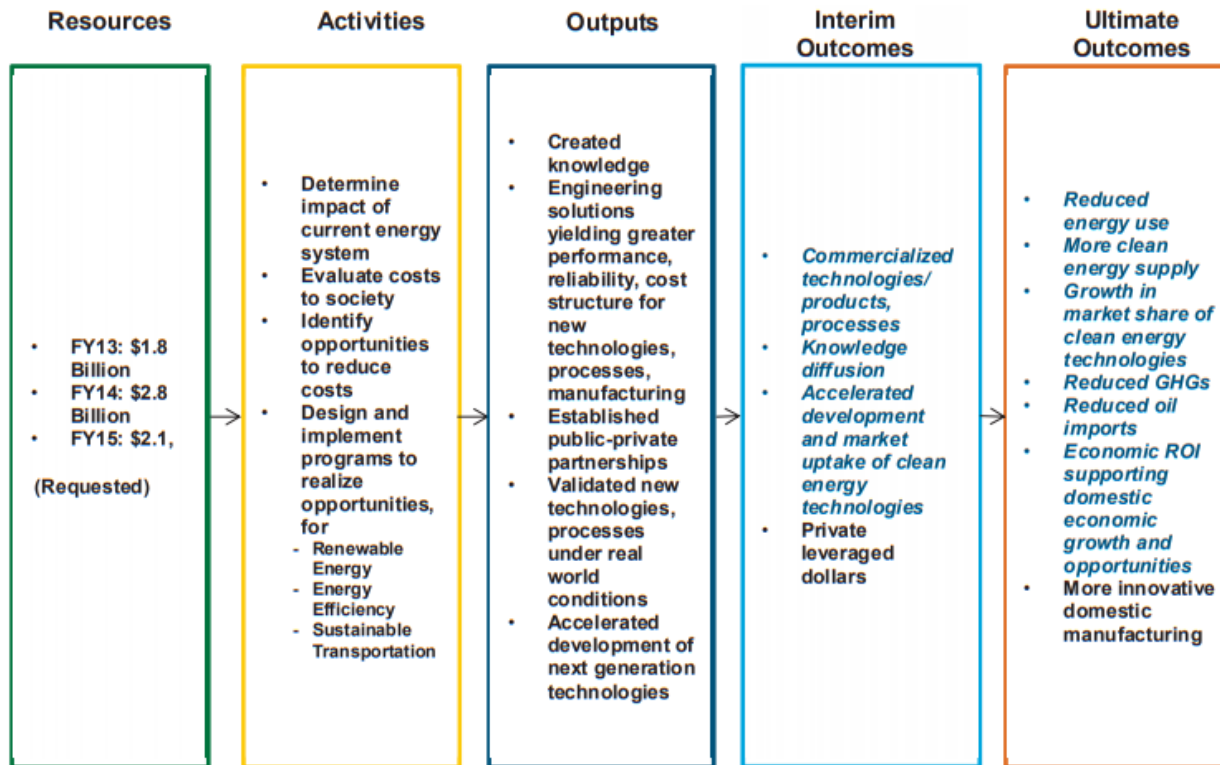 Resources
• FY13: $1.8
Billion
• FY14: $2.8
Billion
• FY15: $2.1,
(Requested)
Activities
• Determine
impact of
current energy
system
• Evaluate costs
to society
• Identify
opportunities
to reduce
costs
• Design and
implement
programs to
realize
opportunities,
for
- Renewable
Energy
- Energy
Efficiency
- Sustainable
Transportation
Outputs
• Created
knowledge
• Engineering
solutions
yielding greater
performance,
reliability, cost
structure for
new
technologies,
processes,
manufacturing
• Established
public-private
partnerships
• Validated new
technologies,
processes
under real
world
conditions
• Accelerated
development of
next generation
technologies
Interim
Outcomes
• Commercialized
technologies/
products,
processes
• Knowledge
diffusion
• Accelerated
development
and market
uptake of clean
energy
technologies
• Private
leveraged
dollars
Ultimate
Outcomes
• Reduced
energy use
• More clean
energy supply
• Growth in
market share of
clean energy
technologies
• Reduced GHGs
• Reduced oil
imports
• Economic ROI
supporting
domestic
economic
growth and
opportunities
• More innovative
domestic
manufacturing